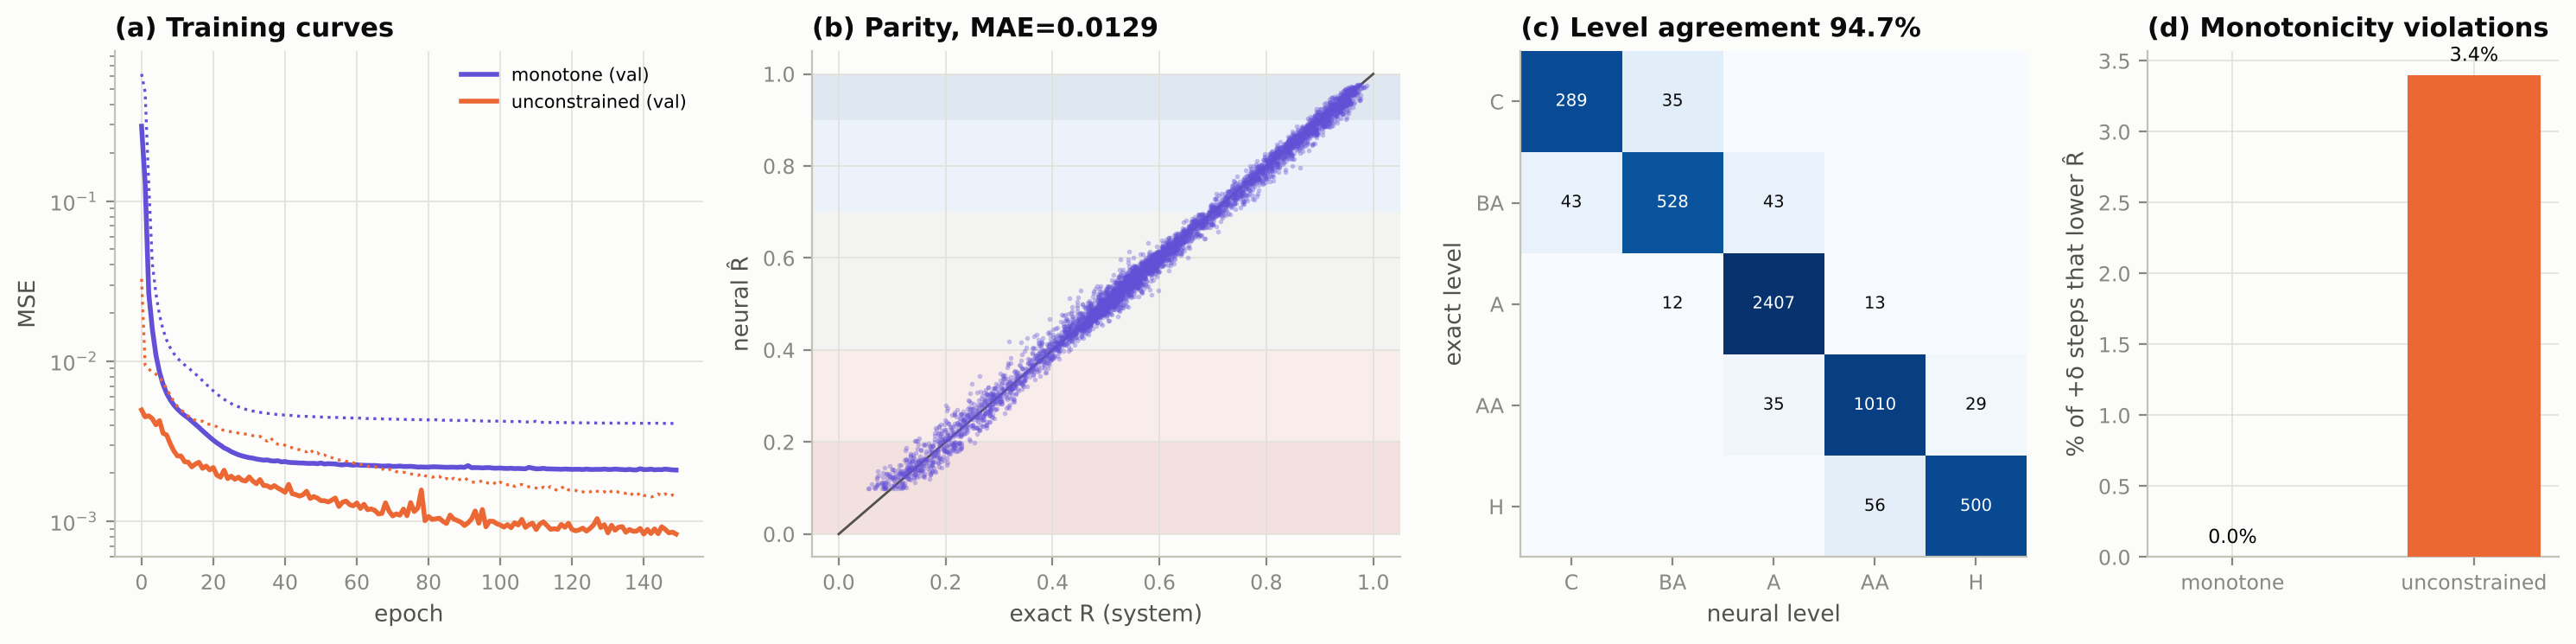 (a) Training curves
MSE
10⁻¹
10⁻²
10⁻³
monotone (val)
unconstrained (val)
0 20 40 60 80 100 120 140
epoch
(b) Parity, MAE=0.0129
neural R̂
1.0
0.8
0.6
0.4
0.2
0.0
0.0 0.2 0.4 0.6 0.8 1.0
exact R (system)
(c) Level agreement 94.7%
exact level
C 289 35
BA 43 528 43
A 12 2407 13
AA 35 1010 29
H 56 500
C BA A AA H
neural level
(d) Monotonicity violations
% of +δ steps that lower R̂
3.5
3.0
2.5
2.0
1.5
1.0
0.5
0.0
3.4%
0.0%
monotone unconstrained